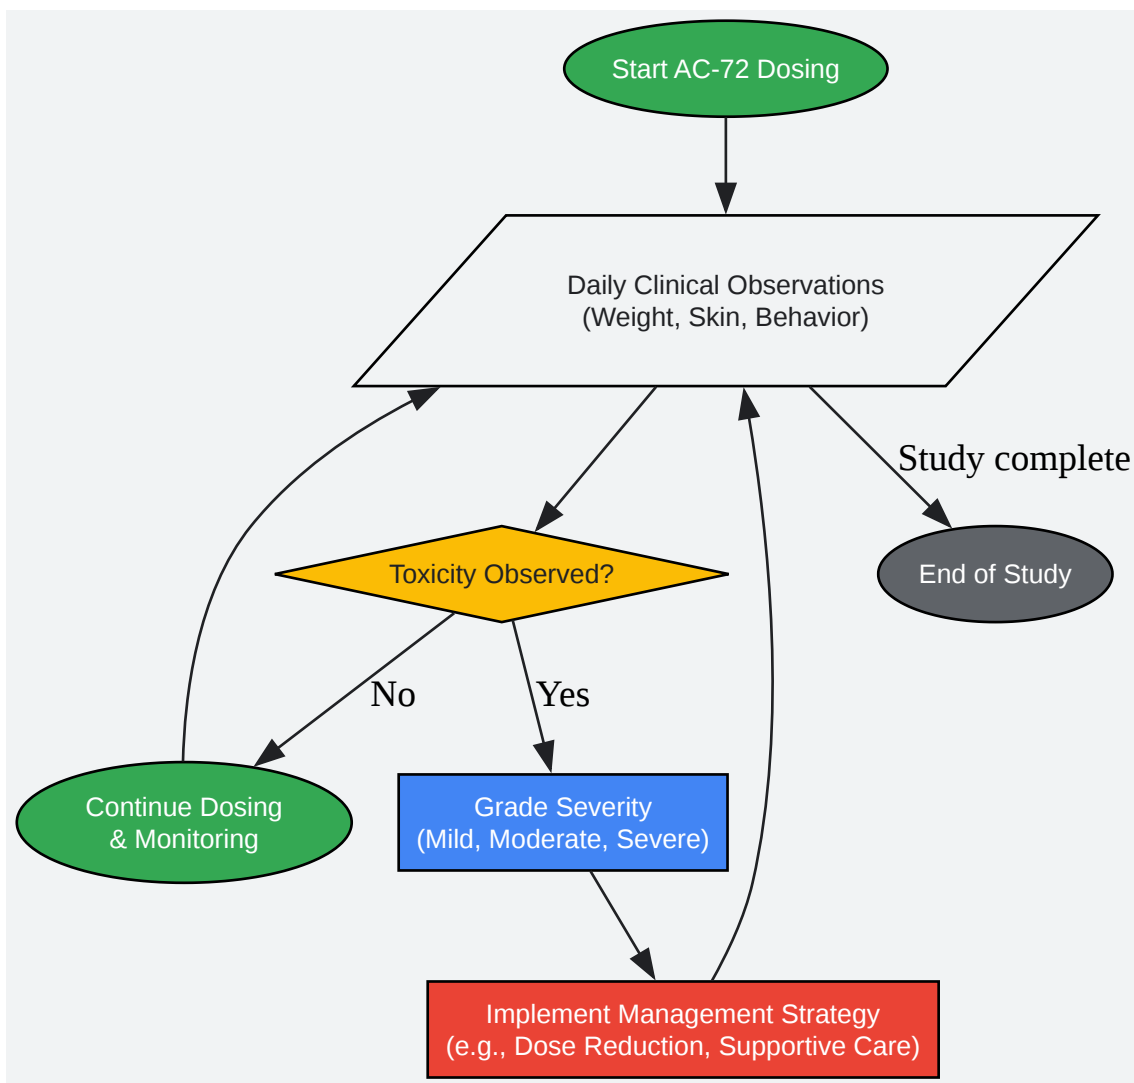 Start AC-72 Dosing
Daily Clinical Observations
(Weight, Skin, Behavior)
Study complete
Toxicity Observed?
End of Study
No
Yes
Continue Dosing
& Monitoring
Grade Severity
(Mild, Moderate, Severe)
Implement Management Strategy
(e.g., Dose Reduction, Supportive Care)